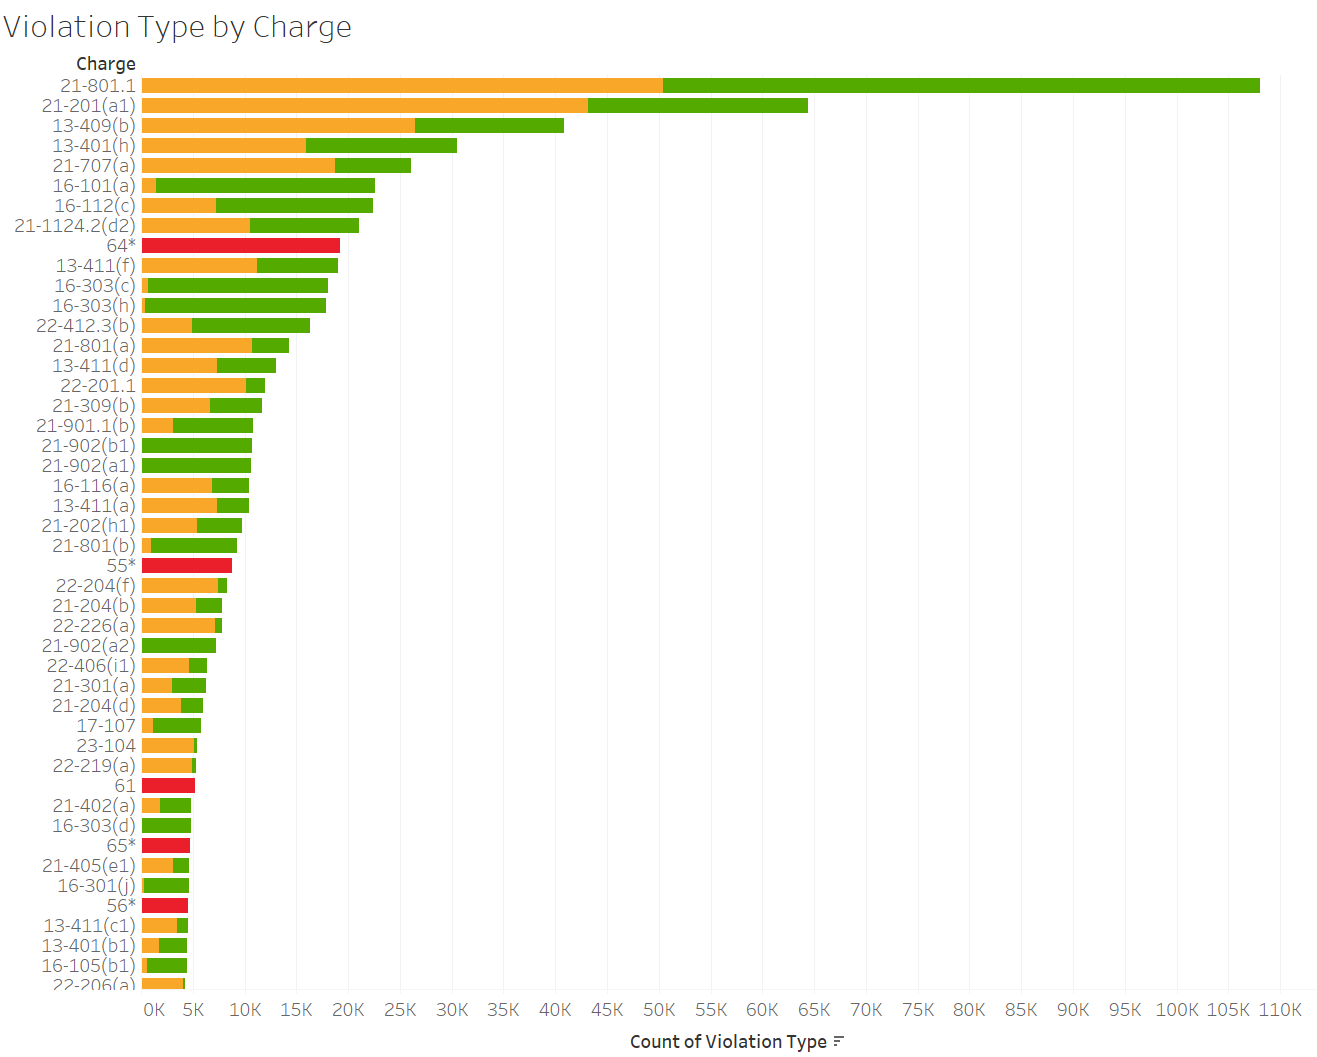 Violation Type by Charge
Charge
21-801.1
21-201(a1)
13-409(b)
13-401(h)
21-707(a)
16-101(a)
16-112(c)
21-1124.2(d2)
64*
13-411(f)
16-303(c)
16-303(h)
22-412.3(b)
21-801(a)
13-411(d)
22-201.1
21-309(b)
21-901.1(b)
21-902(b1)
21-902(a1)
16-116(a)
13-411(a)
21-202(h1)
21-801(b)
55*
22-204(f)
21-204(b)
22-226(a)
21-902(a2)
22-406(i1)
21-301(a)
21-204(d)
17-107
23-104
22-219(a)
61
21-402(a)
16-303(d)
65*
21-405(e1)
16-301(j)
56*
13-411(c1)
13-401(b1)
16-105(b1)
22-206(a)
0K 5K 10K 15K 20K 25K 30K 35K 40K 45K 50K 55K 60K 65K 70K 75K 80K 85K 90K 95K 100K 105K 110K
Count of Violation Type